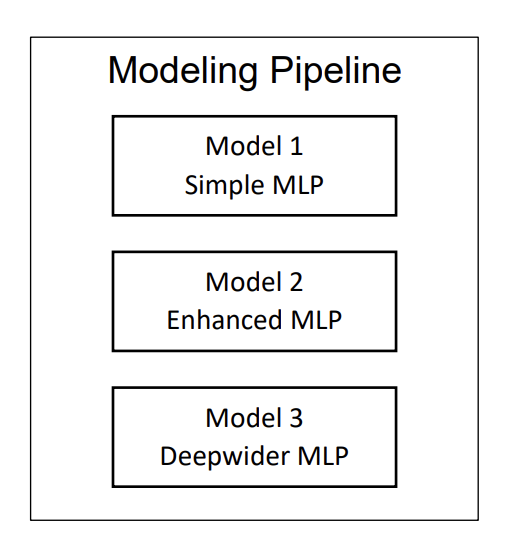 Modeling Pipeline
Model 1
Simple MLP
Model 2
Enhanced MLP
Model 3
Deepwider MLP